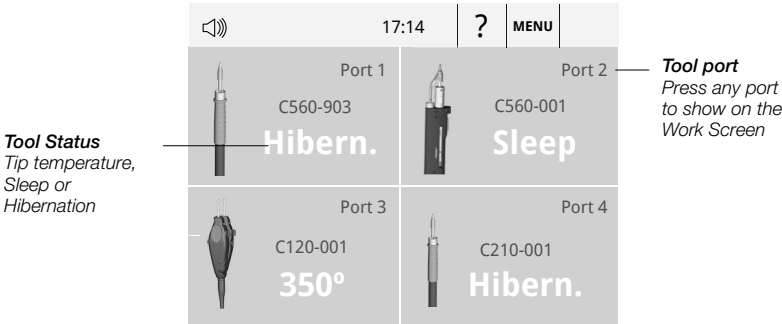 17:14
?
MENU
Port 1
C560-903
Hibern.
Port 2
C560-001
Sleep
Port 3
C120-001
350º
Port 4
C210-001
Hibern.
Tool Status
Tip temperature,
Sleep or
Hibernation
Tool port
Press any port
to show on the
Work Screen